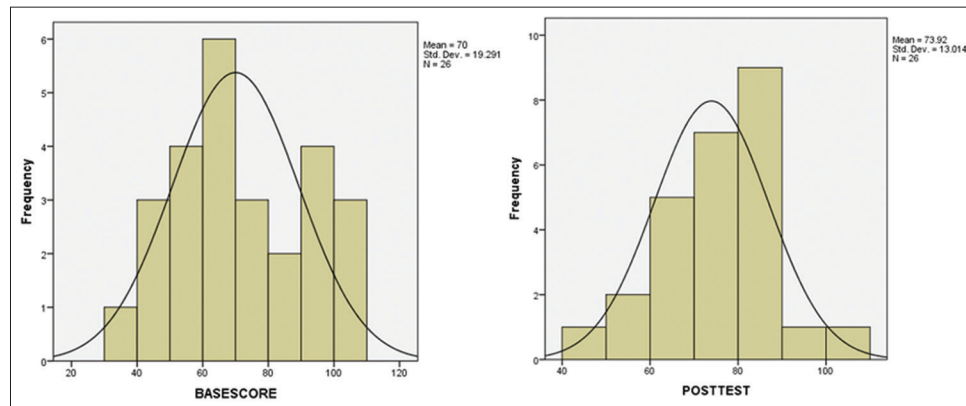 Mean = 70
Std. Dev. = 19.291
N = 26
Frequency
6
5
4
3
2
1
0
20 40 60 80 100 120
BASESCORE
Mean = 73.92
Std. Dev. = 13.014
N = 26
Frequency
10
8
6
4
2
0
40 60 80 100
POSTTEST